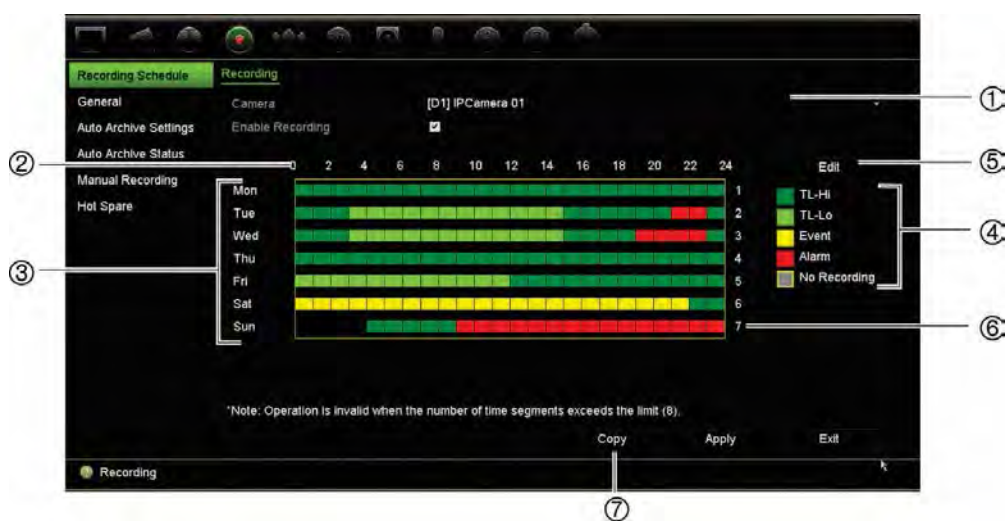 Recording Schedule Recording
General Camera [D1] IPCamera 01 ①
Auto Archive Settings Enable Recording
Auto Archive Status
② 0 2 4 6 8 10 12 14 16 18 20 22 24 Edit ⑤
Manual Recording
Hot Spare
③
Mon 1 TL-Hi
Tue 2 TL-Lo
Wed 3 Event ④
Thu 4 Alarm
Fri 5 No Recording
Sat 6
Sun 7 ⑥
*Note: Operation is invalid when the number of time segments exceeds the limit (8).
Copy Apply Exit
Recording
⑦